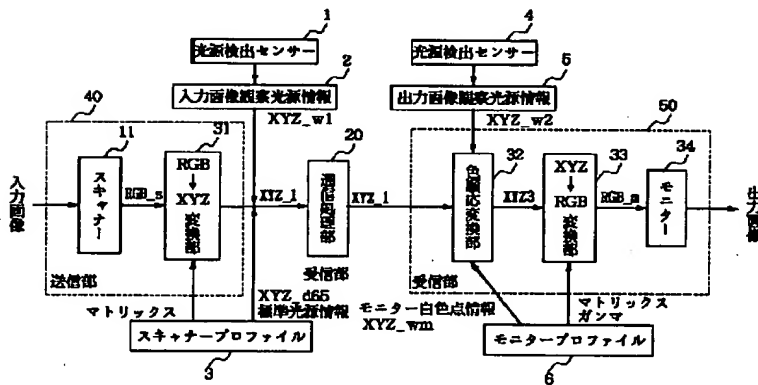 1
光源検出センサー
2
入力画像観察光源情報
XYZ_w1
4
光源検出センサー
5
出力画像観察光源情報
XYZ_w2
40
50
入力画像
11
スキャナー
RGB_s
31
RGB
XYZ
変換部
XYZ_1
20
XYZ_1
32
色順応変換部
XYZ3
33
XYZ
RGB
変換部
RGB_m
34
モニター
出力画像
送信部
受信部
受信部
マトリックス
XYZ_d65
標準光源情報
モニター白色点情報
XYZ_wm
マトリックス
ガンマ
スキャナープロファイル
3
モニタープロファイル
6